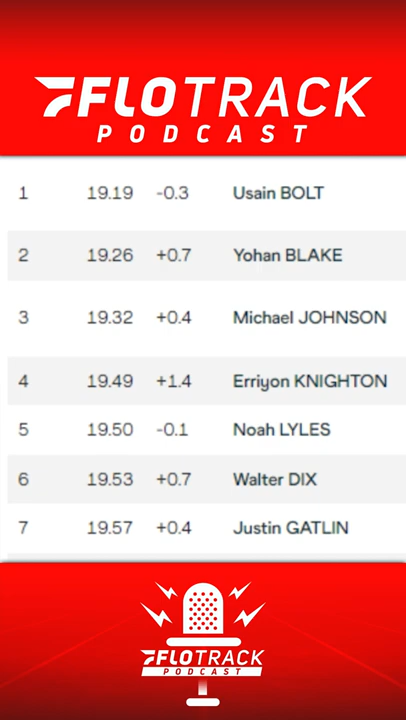 FLOTRACK
PODCAST
1 19.19 -0.3 Usain BOLT
2 19.26 +0.7 Yohan BLAKE
3 19.32 +0.4 Michael JOHNSON
4 19.49 +1.4 Erriyon KNIGHTON
5 19.50 -0.1 Noah LYLES
6 19.53 +0.7 Walter DIX
7 19.57 +0.4 Justin GATLIN
FLOTRACK
PODCAST